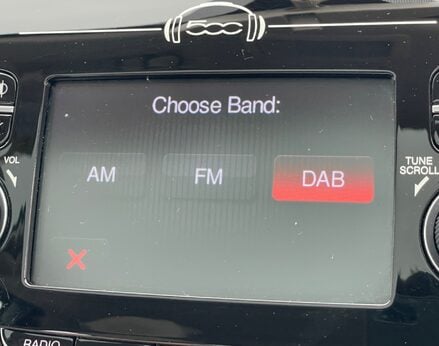 500
Choose Band:
VOL
TUNE
SCROLL
AM FM DAB
RADIO